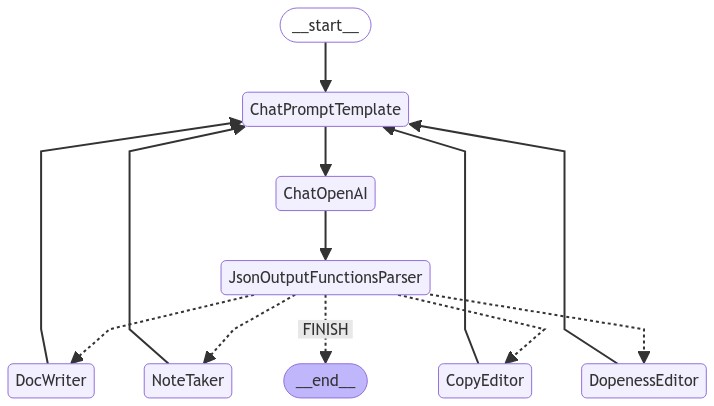 __start__
ChatPromptTemplate
ChatOpenAI
JsonOutputFunctionsParser
FINISH
DocWriter
NoteTaker
__end__
CopyEditor
DopenessEditor